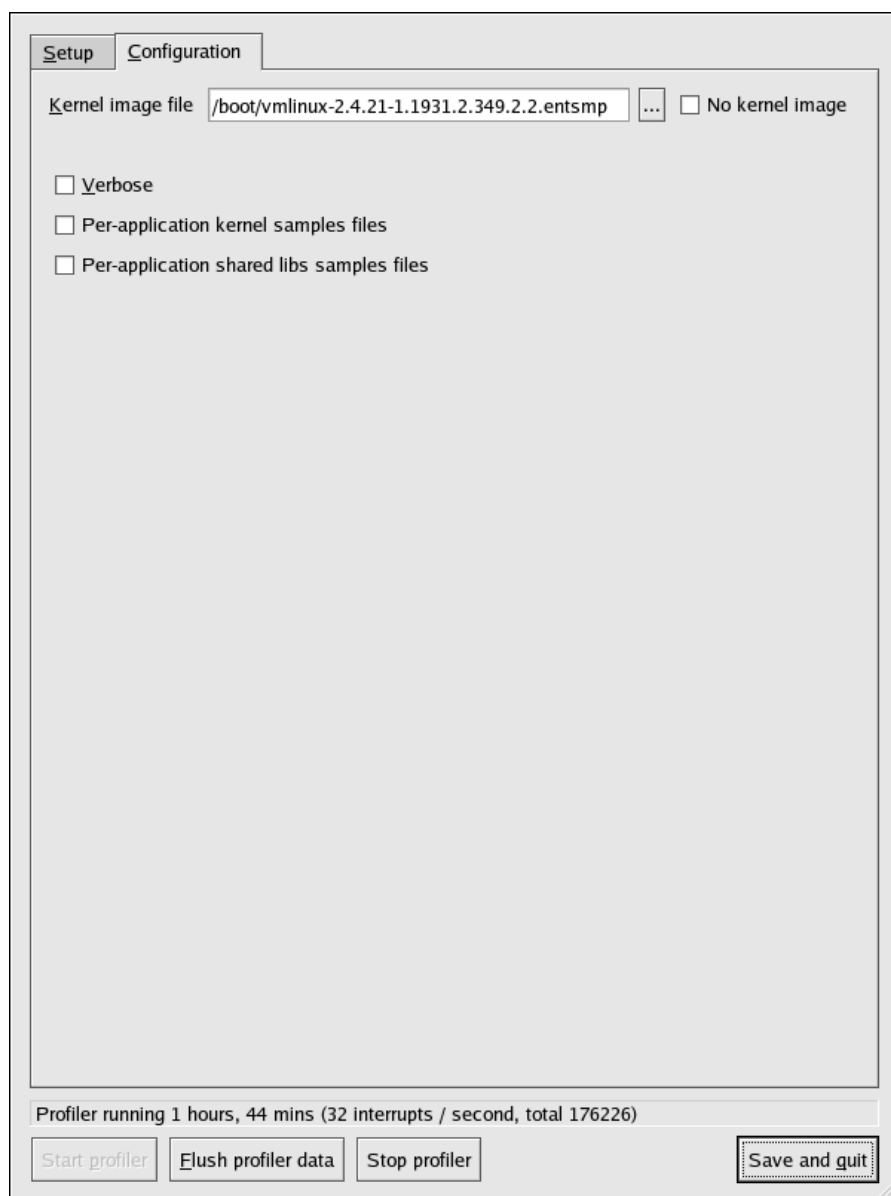 Setup Configuration
Kernel image file /boot/vmlinux-2.4.21-1.1931.2.349.2.2.entsmp ... No kernel image
Verbose
Per-application kernel samples files
Per-application shared libs samples files
Profiler running 1 hours, 44 mins (32 interrupts / second, total 176226)
Start profiler Flush profiler data Stop profiler Save and quit